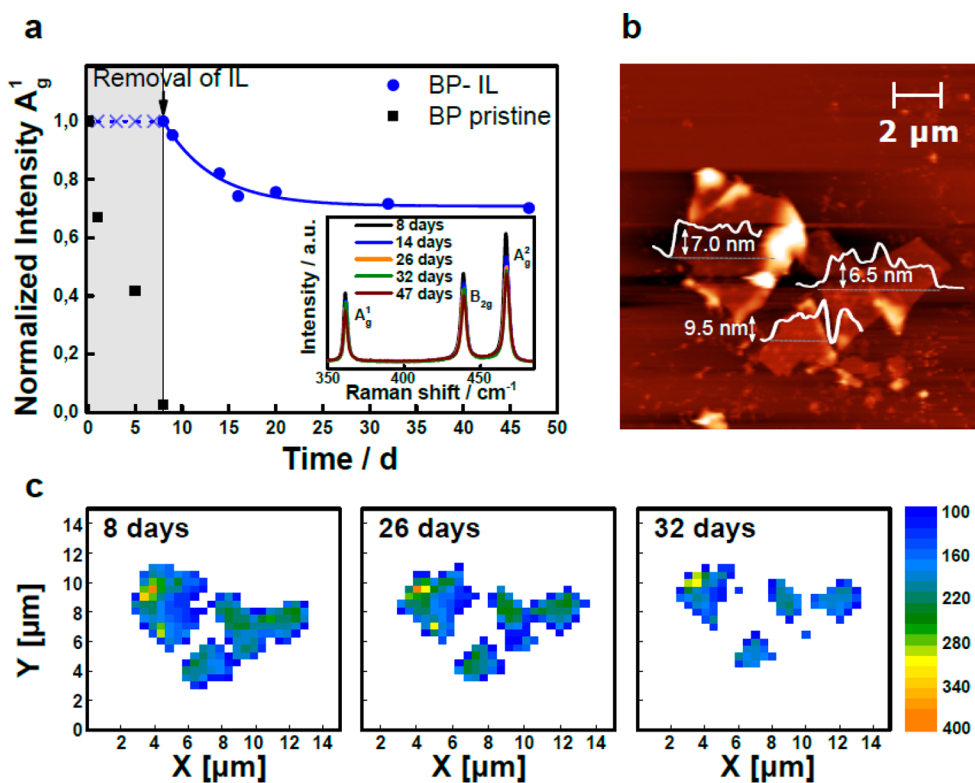 a
Removal of IL
BP- IL
BP pristine
Normalized Intensity A¹g
1,0
0,8
0,6
0,4
0,2
0,0
0 5 10 15 20 25 30 35 40 45 50
Time / d
8 days
14 days
26 days
32 days
47 days
A¹g
B2g
A²g
Intensity / a.u.
350 400 450
Raman shift / cm⁻¹
b
2 µm
7.0 nm
6.5 nm
9.5 nm
c
8 days
26 days
32 days
Y [µm]
14
12
10
8
6
4
2
0
2 4 6 8 10 12 14
2 4 6 8 10 12 14
2 4 6 8 10 12 14
X [µm]
X [µm]
X [µm]
100
160
220
280
340
400